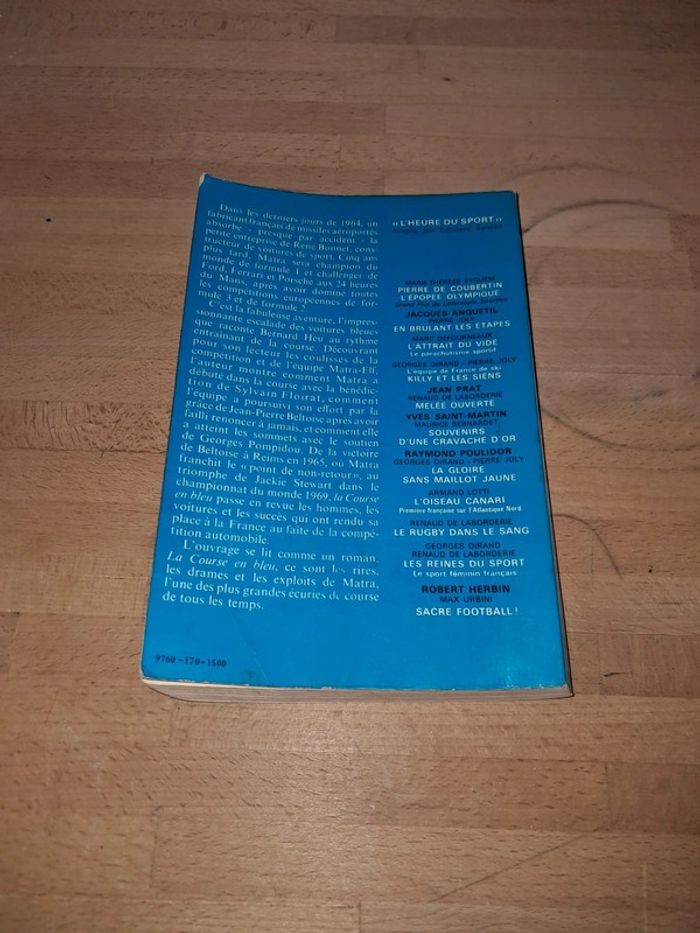 Dans les derniers jours de 1964, un
fabricant français de missiles aéroportés
absorbe - presque par accident - la
petite entreprise de René Bonnet, cons-
tructeur de voitures de sport. Cinq ans
plus tard, Matra sera champion du
monde de formule 1 et challenger de
Ford, Ferrari et Porsche aux 24 heures
du Mans, après avoir dominé toutes
les compétitions européennes de for-
mule 3 et de formule 2.
C'est la fabuleuse aventure, l'impres-
sionnante escalade des voitures bleues
que raconte Bernard Heu au rythme
entraînant de la course. Découvrant
pour son lecteur les coulisses de la
compétition et de l'équipe Matra-Elf,
l'auteur montre comment Matra a
débuté dans la course avec la bénédic-
tion de Sylvain Floirat, comment
l'équipe a poursuivi son effort par la
grâce de Jean-Pierre Beltoise après avoir
failli renoncer à jamais, et comment elle
a atteint les sommets avec le soutien
de Georges Pompidou. De la victoire
de Beltoise à Reims en 1965, où Matra
franchit le « point de non-retour », au
triomphe de Jackie Stewart dans le
championnat du monde 1969, la Course
en bleu passe en revue les hommes, les
voitures et les succès qui ont rendu sa
place à la France au faîte de la compé-
tition automobile.
L'ouvrage se lit comme un roman.
La Course en bleu, ce sont les rires,
les drames et les exploits de Matra,
l'une des plus grandes écuries de course
de tous les temps.
9760-170-1500
« L'HEURE DU SPORT »
dirigée par Edouard Seidler
MARIE-THÉRÈSE EYQUEM
PIERRE DE COUBERTIN
L'ÉPOPÉE OLYMPIQUE
Grand Prix de Littérature Sportive
JACQUES ANQUETIL
PIERRE JOLY
EN BRULANT LES ÉTAPES
MARC DEFOURNEAUX
L'ATTRAIT DU VIDE
Le parachutisme sportif
GEORGES DIRAND - PIERRE JOLY
L'équipe de France de ski
KILLY ET LES SIENS
JEAN PRAT
RENAUD DE LABORDERIE
MÊLÉE OUVERTE
YVES SAINT-MARTIN
MAURICE BERNARDET
SOUVENIRS
D'UNE CRAVACHE D'OR
RAYMOND POULIDOR
GEORGES DIRAND - PIERRE JOLY
LA GLOIRE
SANS MAILLOT JAUNE
ARMAND LOTTI
L'OISEAU CANARI
Première française sur l'Atlantique Nord
RENAUD DE LABORDERIE
LE RUGBY DANS LE SANG
GEORGES DIRAND
RENAUD DE LABORDERIE
LES REINES DU SPORT
Le sport féminin français
ROBERT HERBIN
MAX URBINI
SACRÉ FOOTBALL !